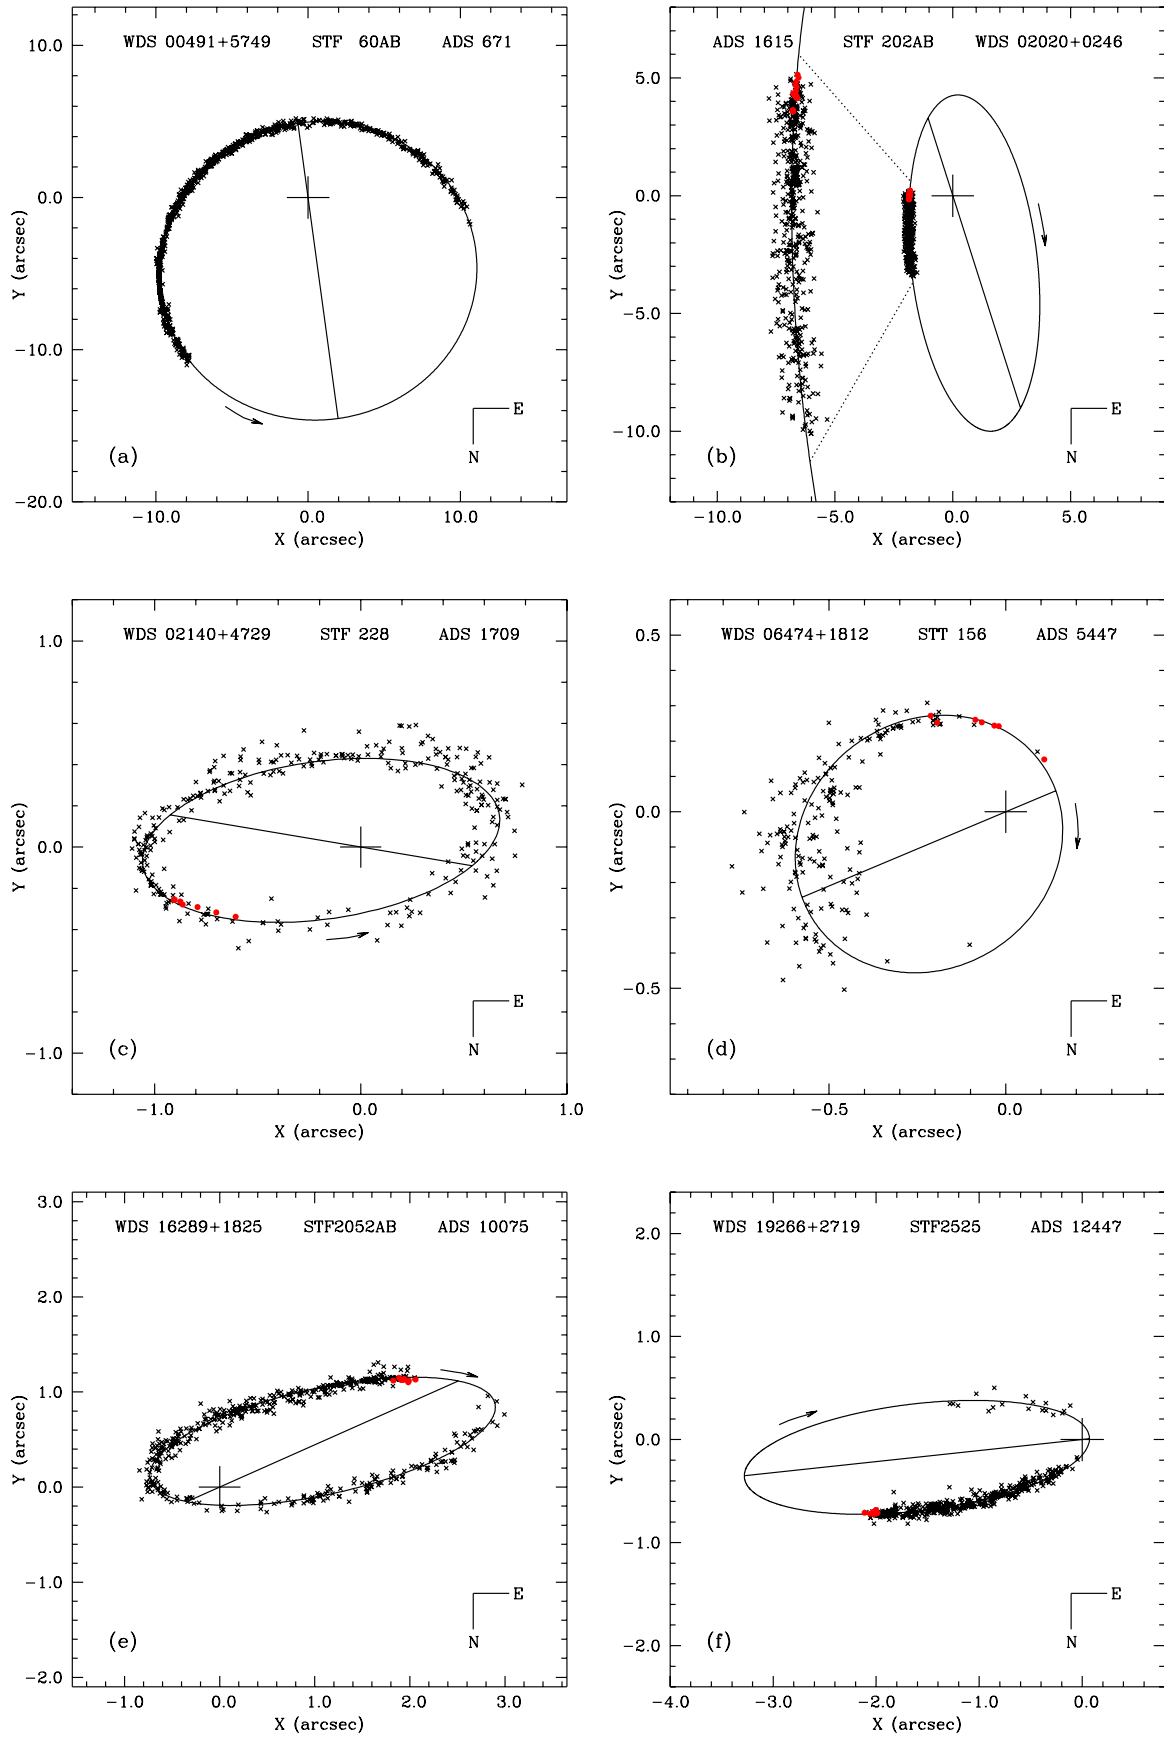 WDS 00491+5749 STF 60AB ADS 671
10.0
0.0
-10.0
-20.0
Y (arcsec)
(a)
E
N
-10.0 0.0 10.0
X (arcsec)
ADS 1615 STF 202AB WDS 02020+0246
5.0
0.0
-5.0
-10.0
Y (arcsec)
(b)
E
N
-10.0 -5.0 0.0 5.0
X (arcsec)
WDS 02140+4729 STF 228 ADS 1709
1.0
0.0
-1.0
Y (arcsec)
(c)
E
N
-1.0 0.0 1.0
X (arcsec)
WDS 06474+1812 STT 156 ADS 5447
0.5
0.0
-0.5
Y (arcsec)
(d)
E
N
-0.5 0.0
X (arcsec)
WDS 16289+1825 STF2052AB ADS 10075
3.0
2.0
1.0
0.0
-1.0
-2.0
Y (arcsec)
(e)
E
N
-1.0 0.0 1.0 2.0 3.0
X (arcsec)
WDS 19266+2719 STF2525 ADS 12447
2.0
1.0
0.0
-1.0
-2.0
Y (arcsec)
(f)
E
N
-4.0 -3.0 -2.0 -1.0 0.0
X (arcsec)